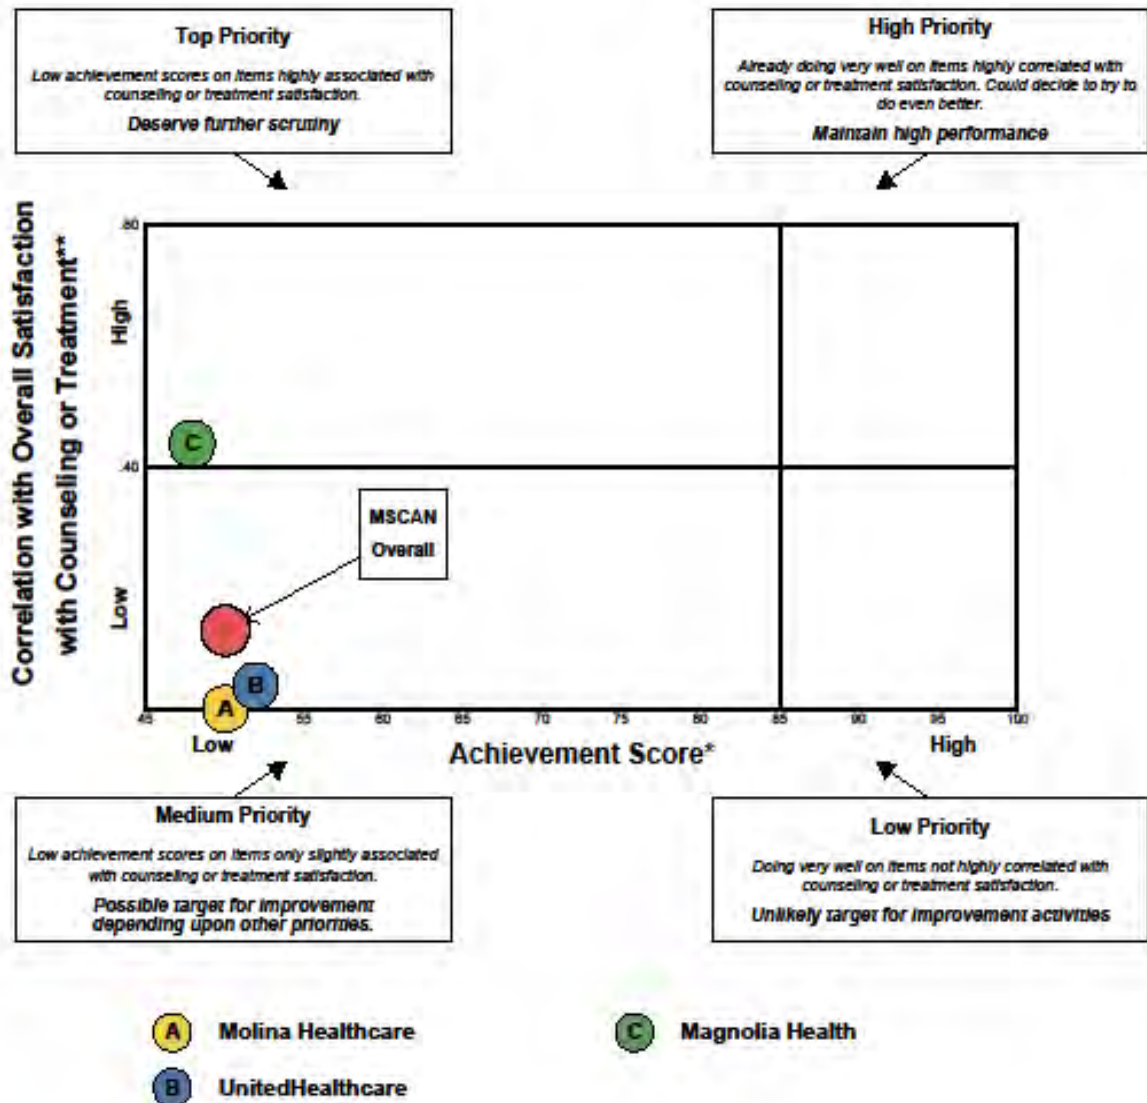 Top Priority
Low achievement scores on items highly associated with
counseling or treatment satisfaction.
Deserve further scrutiny
High Priority
Already doing very well on items highly correlated with
counseling or treatment satisfaction. Could decide to try to
do even better.
Maintain high performance
Correlation with Overall Satisfaction
with Counseling or Treatment**
.80
High
.40
Low
C
MSCAN
Overall
B
A
45 55 60 65 70 75 80 85 90 95 100
Low
High
Achievement Score*
Medium Priority
Low achievement scores on items only slightly associated
with counseling or treatment satisfaction.
Possible target for improvement
depending upon other priorities.
Low Priority
Doing very well on items not highly correlated with
counseling or treatment satisfaction.
Unlikely target for improvement activities
A Molina Healthcare
B UnitedHealthcare
C Magnolia Health